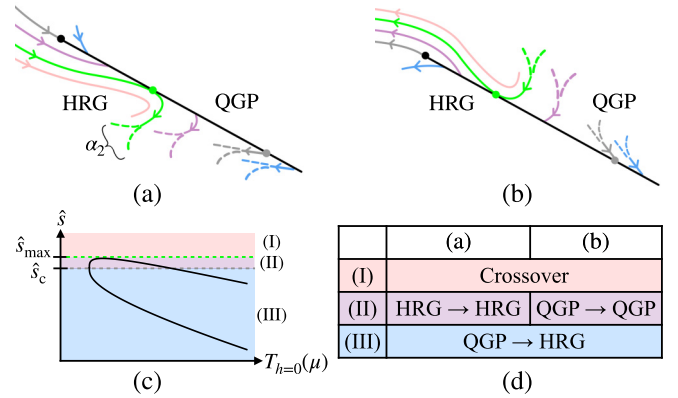 HRG QGP
α₂
(a)
HRG QGP
(b)
ŝ
ŝmax
ŝc
(I)
(II)
(III)
Tₕ₌₀(μ)
(c)
(a) (b)
(I) Crossover
(II) HRG → HRG QGP → QGP
(III) QGP → HRG
(d)